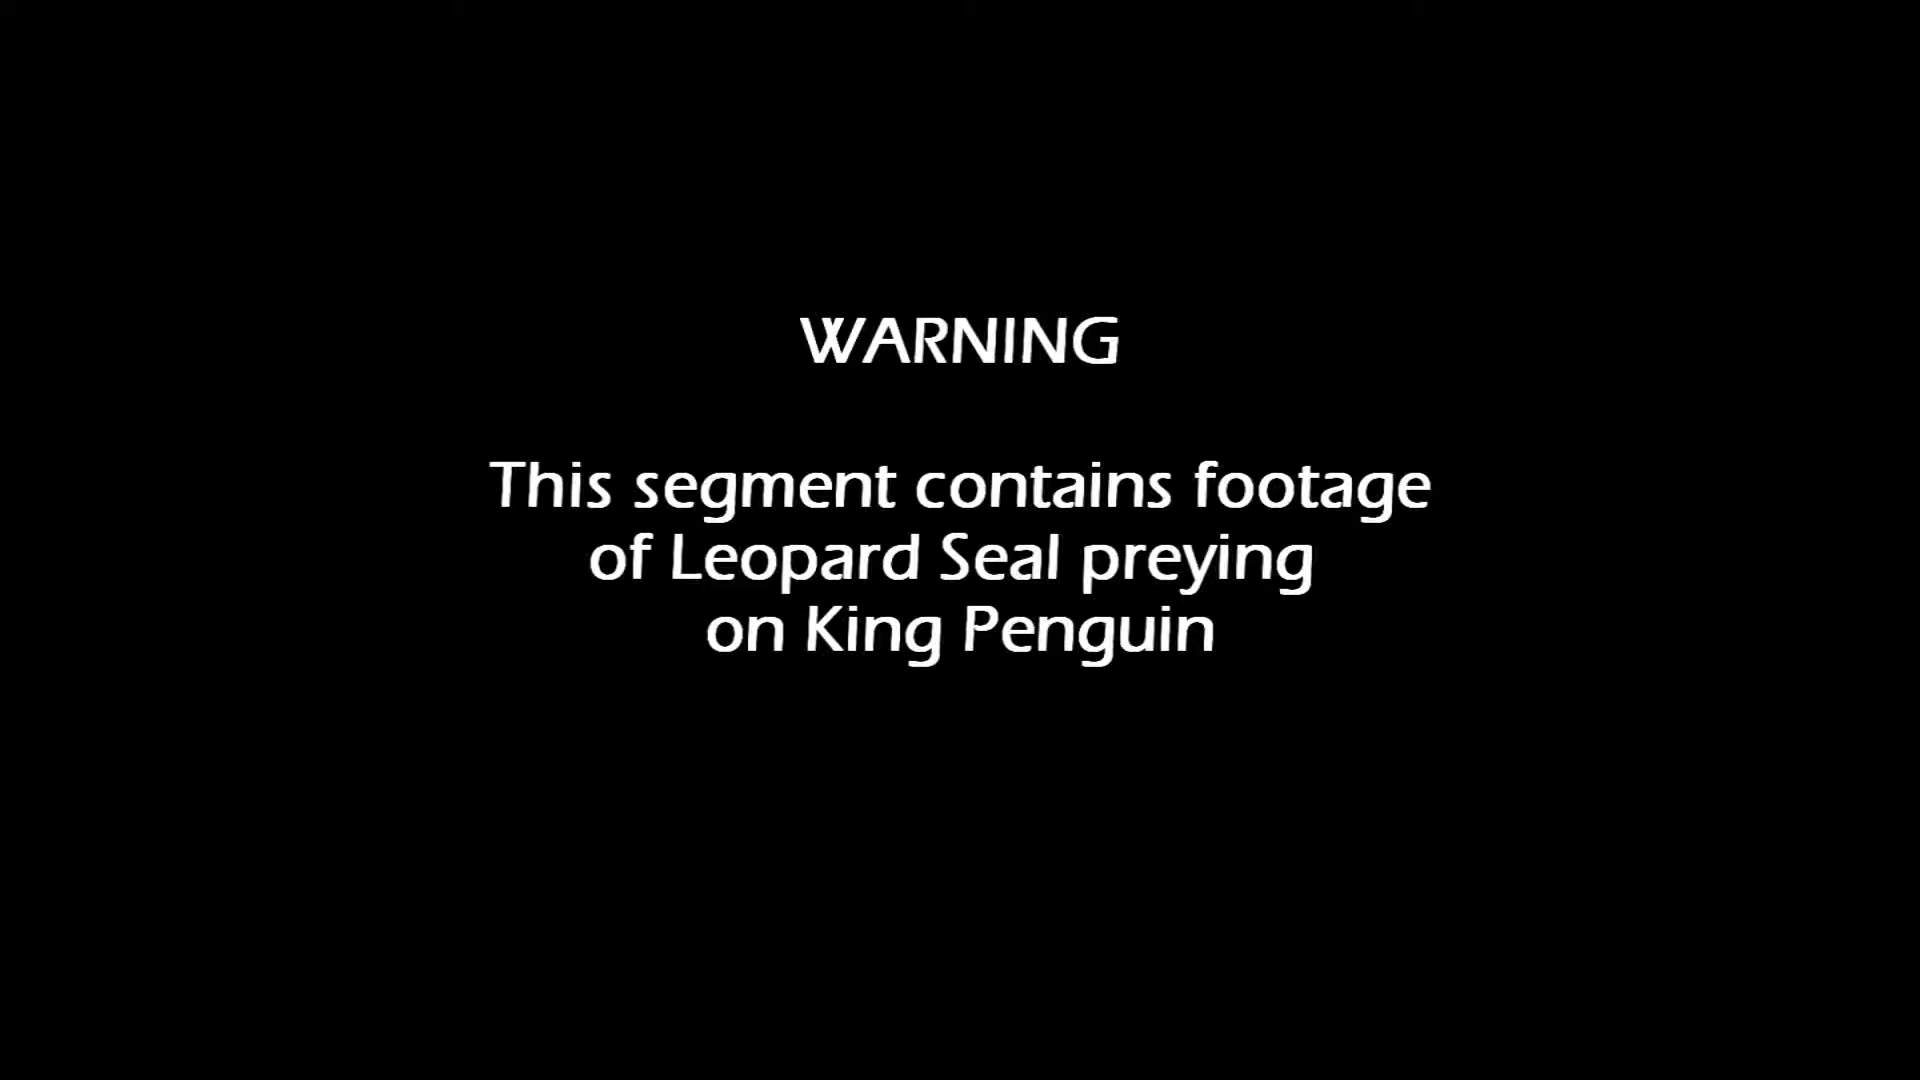 WARNING
This segment contains footage
of Leopard Seal preying
on King Penguin